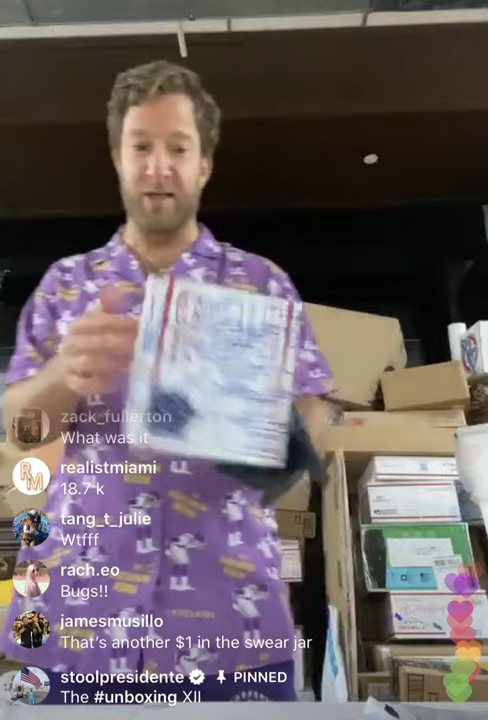 zack_fullerton
What was it
RM
realistmiami
18.7 k
tang_t_julie
Wtfff
rach.eo
Bugs!!
jamesmusillo
That's another $1 in the swear jar
stoolpresidente PINNED
The #unboxing XII